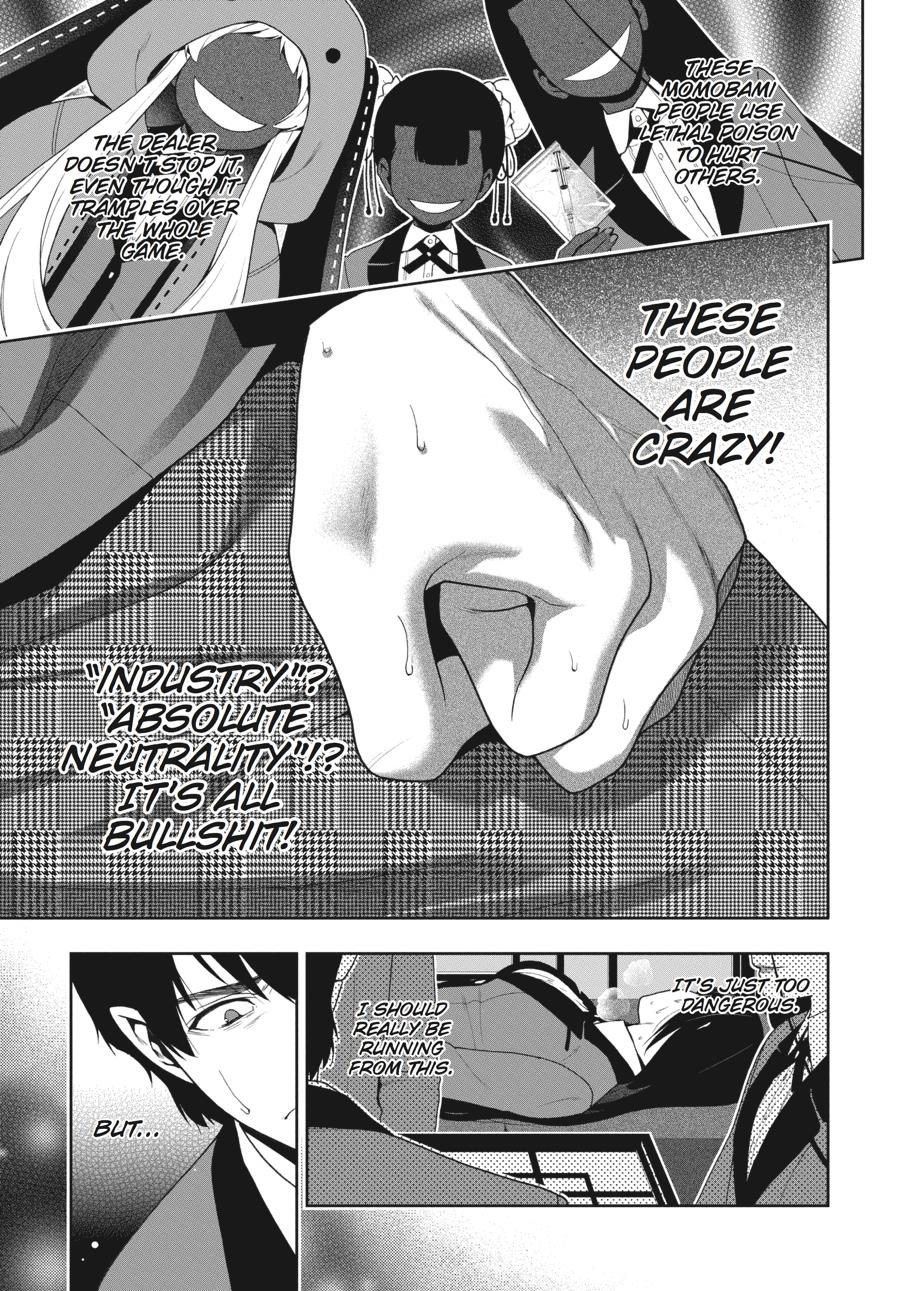 THESE
MOMOBAMI
PEOPLE USE
LETHAL POISON
TO HURT
OTHERS.
THE DEALER
DOESN'T STOP IT,
EVEN THOUGH IT
TRAMPLES OVER
THE WHOLE
GAME.
THESE
PEOPLE
ARE
CRAZY!
"INDUSTRY"?
"ABSOLUTE
NEUTRALITY"!?
IT'S ALL
BULLSHIT!
IT'S JUST TOO
DANGEROUS.
I SHOULD
REALLY BE
RUNNING
FROM THIS.
BUT...